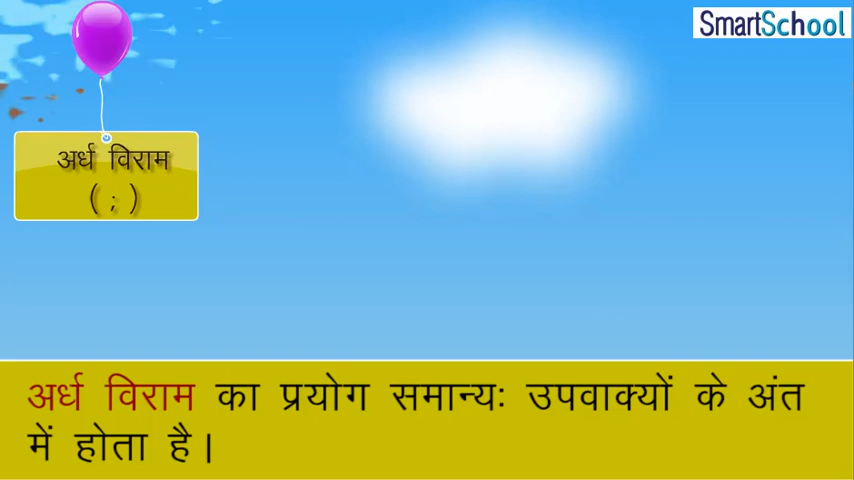 SmartSchool
अर्ध विराम
( ; )
अर्ध विराम का प्रयोग समान्यः उपवाक्यों के अंत
में होता है।